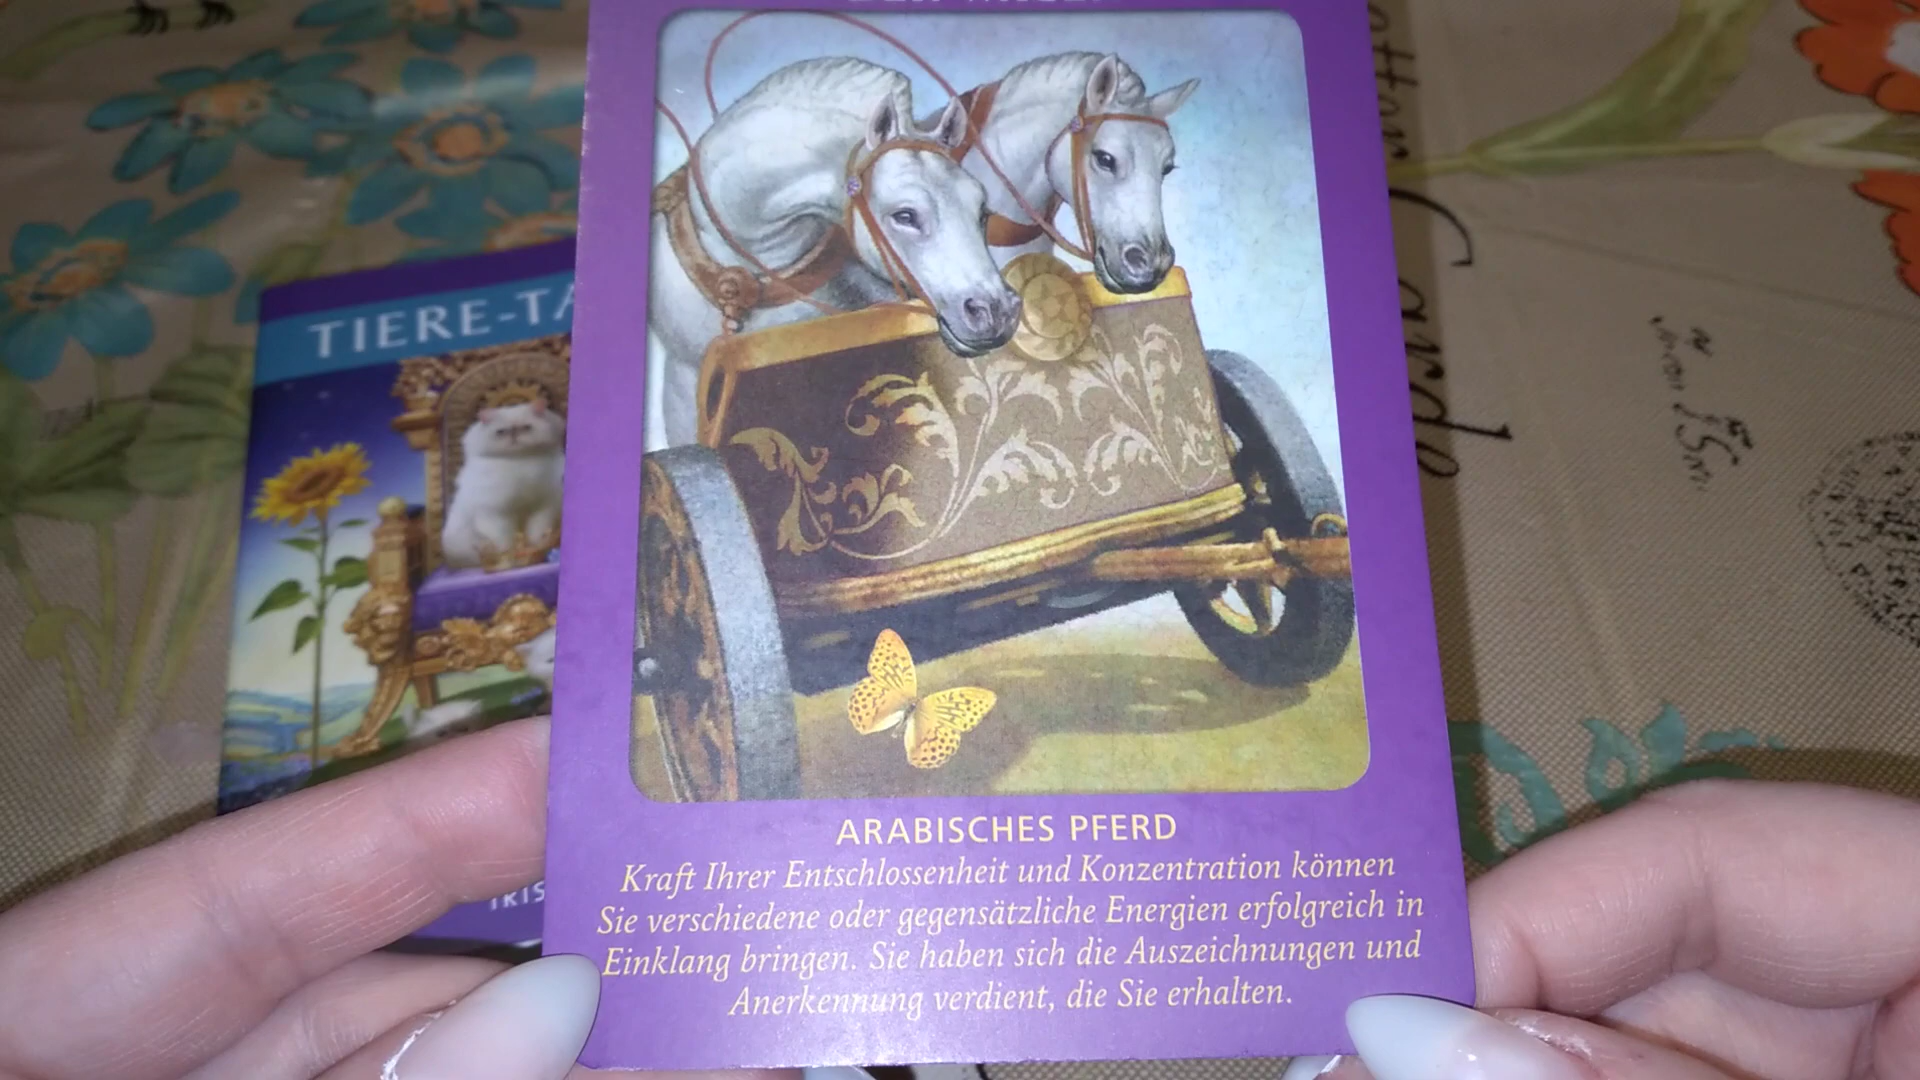 TIERE-TA
ARABISCHES PFERD
Kraft Ihrer Entschlossenheit und Konzentration können
Sie verschiedene oder gegensätzliche Energien erfolgreich in
Einklang bringen. Sie haben sich die Auszeichnungen und
Anerkennung verdient, die Sie erhalten.